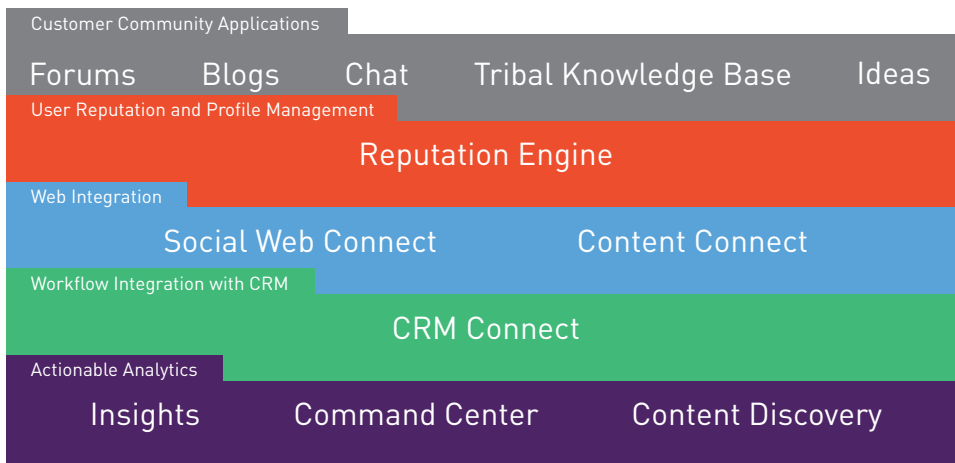 Customer Community Applications
Forums Blogs Chat Tribal Knowledge Base Ideas
User Reputation and Profile Management
Reputation Engine
Web Integration
Social Web Connect Content Connect
Workflow Integration with CRM
CRM Connect
Actionable Analytics
Insights Command Center Content Discovery